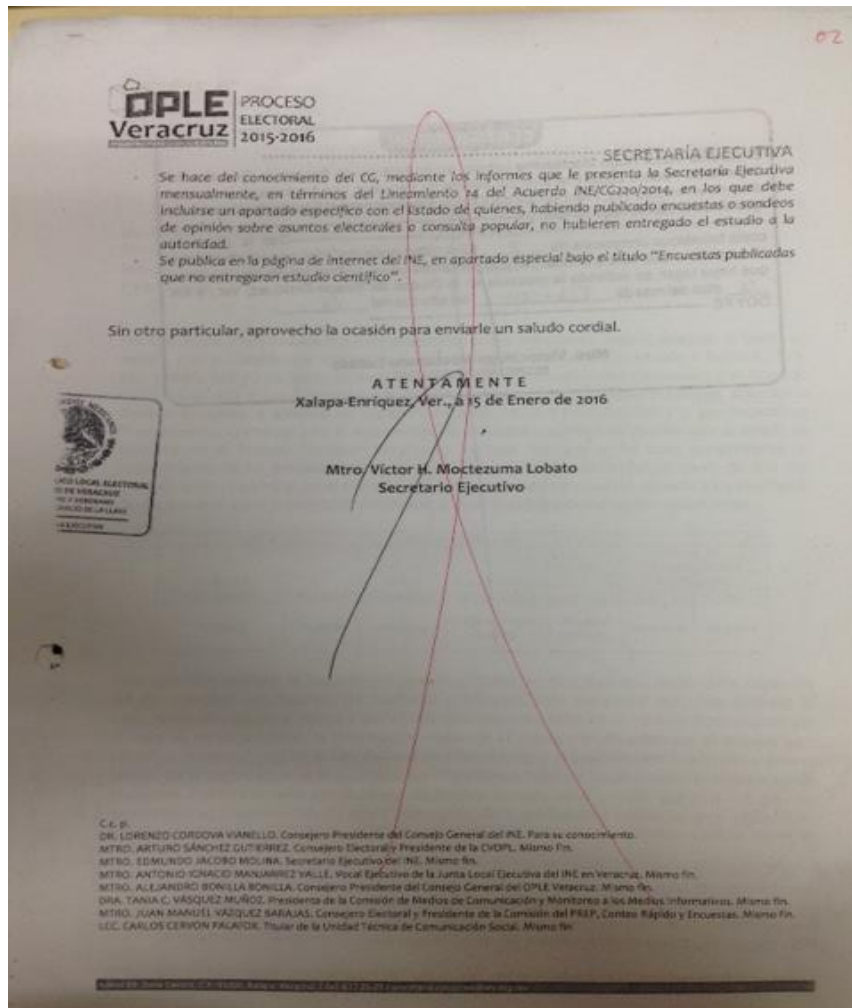 02
OPLE
Veracruz
PROCESO
ELECTORAL
2015-2016
SECRETARÍA EJECUTIVA
- Se hace del conocimiento del CG, mediante los informes que le presenta la Secretaría Ejecutiva
mensualmente, en términos del Lineamiento 14 del Acuerdo INE/CG220/2014, en los que debe
incluirse un apartado específico con el listado de quienes, habiendo publicado encuestas o sondeos
de opinión sobre asuntos electorales o consulta popular, no hubieren entregado el estudio a la
autoridad.
- Se publica en la página de internet del INE, en apartado especial bajo el título "Encuestas publicadas
que no entregaron estudio científico".
Sin otro particular, aprovecho la ocasión para enviarle un saludo cordial.
ATENTAMENTE
Xalapa-Enríquez, Ver., a 15 de Enero de 2016
Mtro. Víctor H. Moctezuma Lobato
Secretario Ejecutivo
LOCAL ELECTORAL
DE VERACRUZ
C.c.p.
DR. LORENZO CORDOVA VIANELLO. Consejero Presidente del Consejo General del INE. Para su conocimiento.
MTRO. ARTURO SÁNCHEZ GUTIÉRREZ. Consejero Electoral y Presidente de la CVOPL. Mismo fin.
MTRO. EDMUNDO JACOBO MOLINA. Secretario Ejecutivo del INE. Mismo fin.
MTRO. ANTONIO IGNACIO MANJARREZ VALLE. Vocal Ejecutivo de la Junta Local Ejecutiva del INE en Veracruz. Mismo fin.
MTRO. ALEJANDRO BONILLA BONILLA. Consejero Presidente del Consejo General del OPLE Veracruz. Mismo fin.
DRA. TANIA C. VÁSQUEZ MUÑOZ. Presidenta de la Comisión de Medios de Comunicación y Monitoreo a los Medios Informativos. Mismo fin.
MTRO. JUAN MANUEL VÁZQUEZ BARAJAS. Consejero Electoral y Presidente de la Comisión del PREP, Conteo Rápido y Encuestas. Mismo fin.
LCC. CARLOS CERVÓN PALAFOX. Titular de la Unidad Técnica de Comunicación Social. Mismo fin